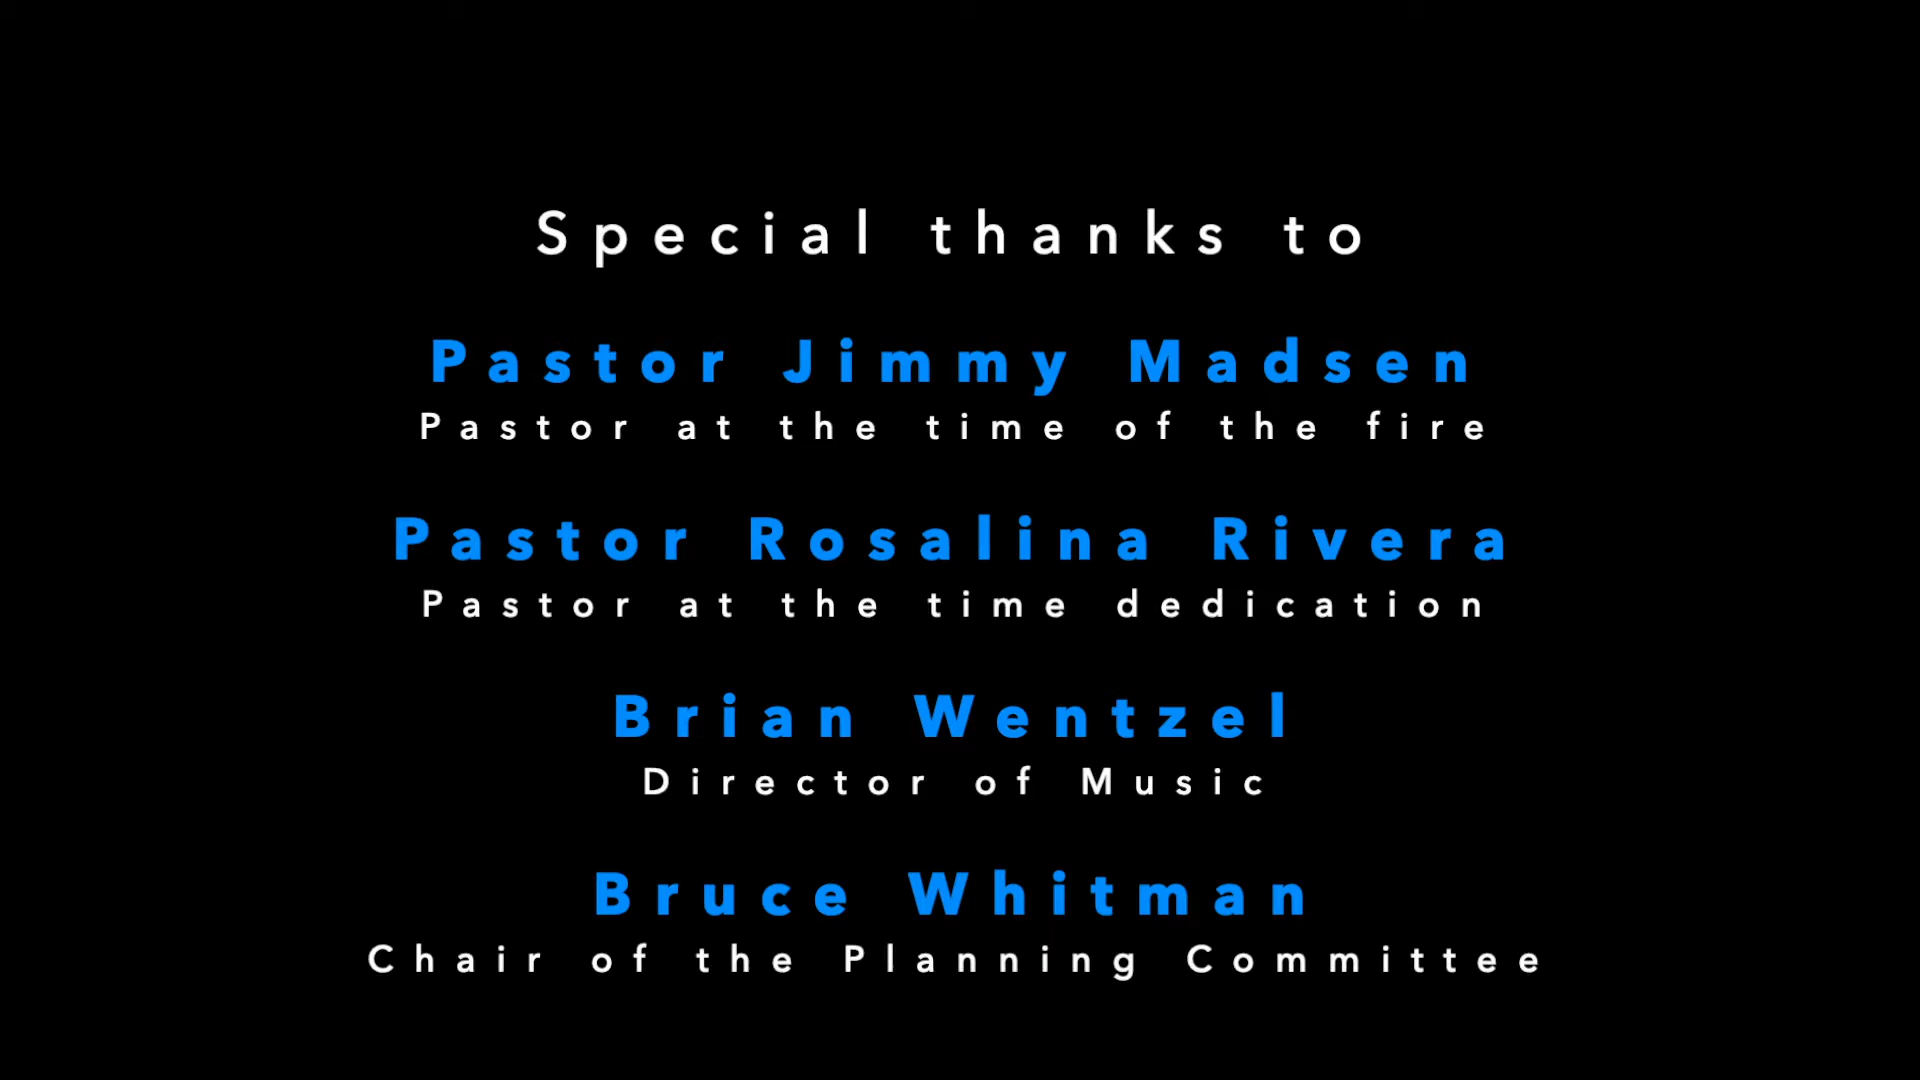 Special thanks to
Pastor Jimmy Madsen
Pastor at the time of the fire
Pastor Rosalina Rivera
Pastor at the time dedication
Brian Wentzel
Director of Music
Bruce Whitman
Chair of the Planning Committee